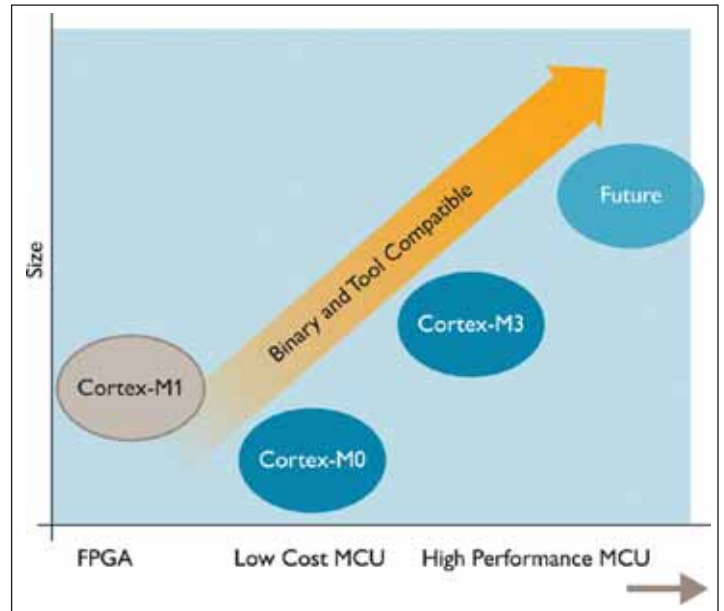 Size
Binary and Tool Compatible
Future
Cortex-M3
Cortex-M1
Cortex-M0
FPGA
Low Cost MCU
High Performance MCU